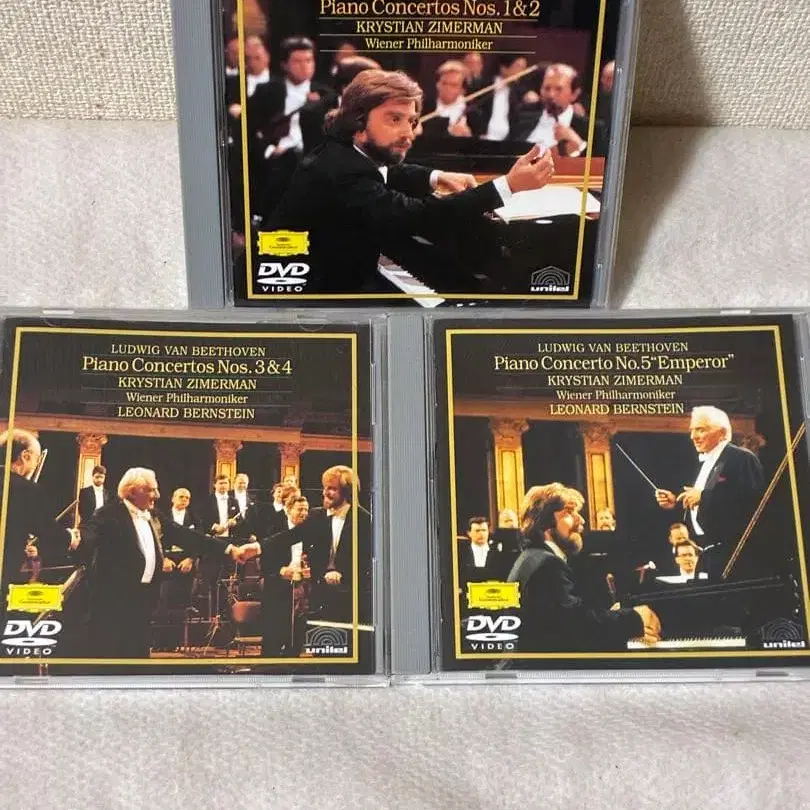 Piano Concertos Nos. 1 & 2
KRYSTIAN ZIMERMAN
Wiener Philharmoniker
DVD
VIDEO
unitel
LUDWIG VAN BEETHOVEN
Piano Concertos Nos. 3 & 4
KRYSTIAN ZIMERMAN
Wiener Philharmoniker
LEONARD BERNSTEIN
DVD
VIDEO
unitel
LUDWIG VAN BEETHOVEN
Piano Concerto No. 5 “Emperor”
KRYSTIAN ZIMERMAN
Wiener Philharmoniker
LEONARD BERNSTEIN
DVD
VIDEO
unitel